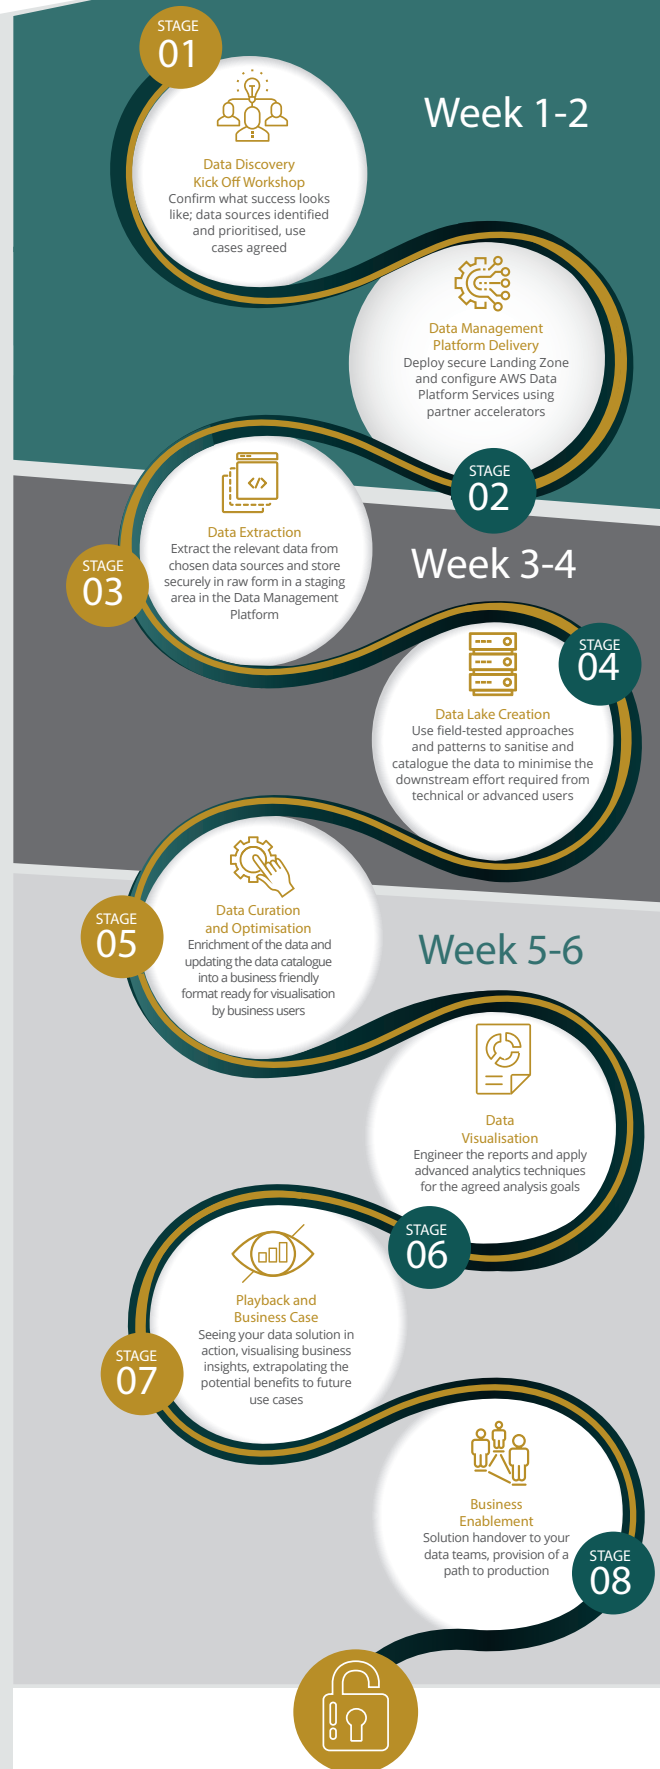 STAGE
01
Week 1-2
Data Discovery
Kick Off Workshop
Confirm what success looks
like; data sources identified
and prioritised, use
cases agreed
Data Management
Platform Delivery
Deploy secure Landing Zone
and configure AWS Data
Platform Services using
partner accelerators
STAGE
02
Week 3-4
Data Extraction
Extract the relevant data from
chosen data sources and store
securely in raw form in a staging
area in the Data Management
Platform
STAGE
03
STAGE
04
Data Lake Creation
Use field-tested approaches
and patterns to sanitise and
catalogue the data to minimise the
downstream effort required from
technical or advanced users
STAGE
05
Data Curation
and Optimisation
Enrichment of the data and
updating the data catalogue
into a business friendly
format ready for visualisation
by business users
Week 5-6
Data
Visualisation
Engineer the reports and apply
advanced analytics techniques
for the agreed analysis goals
STAGE
06
Playback and
Business Case
Seeing your data solution in
action, visualising business
insights, extrapolating the
potential benefits to future
use cases
STAGE
07
Business
Enablement
Solution handover to your
data teams, provision of a
path to production
STAGE
08